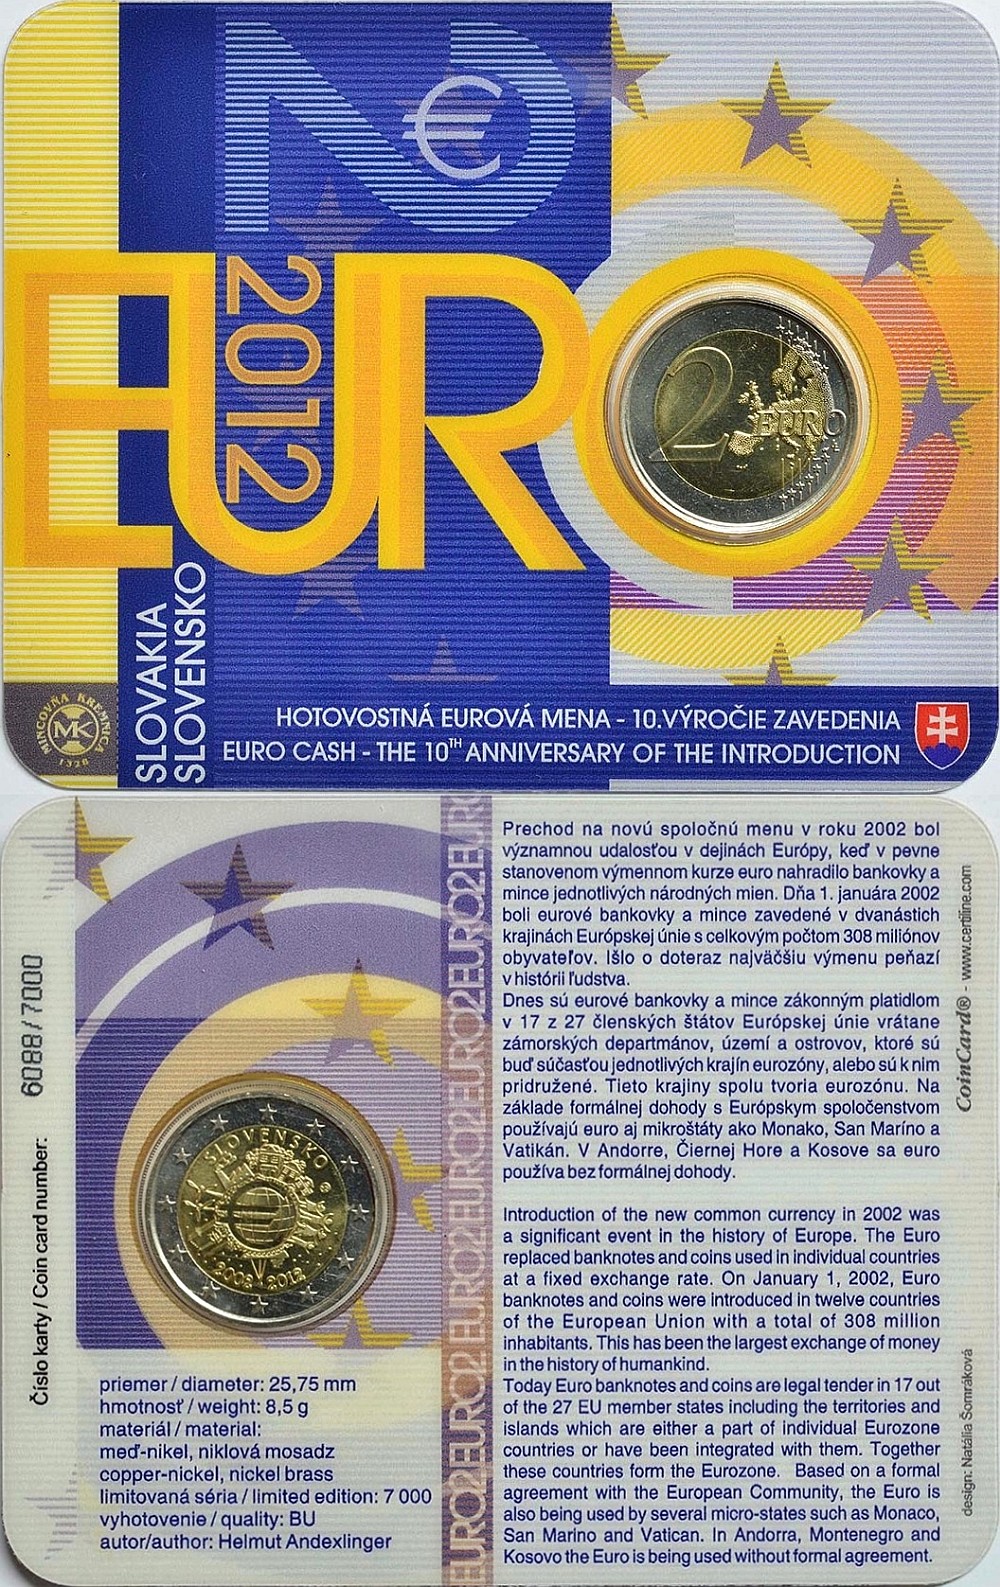 2
€
EURO
2012
2 EURO
SLOVAKIA
SLOVENSKO
MINCOVŇA KREMNICA
MK
1328
HOTOVOSTNÁ EUROVÁ MENA - 10.VÝROČIE ZAVEDENIA
EURO CASH - THE 10TH ANNIVERSARY OF THE INTRODUCTION
Číslo karty / Coin card number: 6088/7000
SLOVENSKO
2002 - 2012
priemer / diameter: 25,75 mm
hmotnosť / weight: 8,5 g
materiál / material:
meď-nikel, niklová mosadz
copper-nickel, nickel brass
limitovaná séria / limited edition: 7 000
vyhotovenie / quality: BU
autor/author: Helmut Andexlinger
EURO2EURO2 EURO2EURO2EURO2EURO2EURO2EURO
Prechod na novú spoločnú menu v roku 2002 bol
významnou udalosťou v dejinách Európy, keď v pevne
stanovenom výmennom kurze euro nahradilo bankovky a
mince jednotlivých národných mien. Dňa 1. januára 2002
boli eurové bankovky a mince zavedené v dvanástich
krajinách Európskej únie s celkovým počtom 308 miliónov
obyvateľov. Išlo o doteraz najväčšiu výmenu peňazí
v histórii ľudstva.
Dnes sú eurové bankovky a mince zákonným platidlom
v 17 z 27 členských štátov Európskej únie vrátane
zámorských departmánov, území a ostrovov, ktoré sú
buď súčasťou jednotlivých krajín eurozóny, alebo sú k nim
pridružené. Tieto krajiny spolu tvoria eurozónu. Na
základe formálnej dohody s Európskym spoločenstvom
používajú euro aj mikroštáty ako Monako, San Maríno a
Vatikán. V Andorre, Čiernej Hore a Kosove sa euro
používa bez formálnej dohody.
Introduction of the new common currency in 2002 was
a significant event in the history of Europe. The Euro
replaced banknotes and coins used in individual countries
at a fixed exchange rate. On January 1, 2002, Euro
banknotes and coins were introduced in twelve countries
of the European Union with a total of 308 million
inhabitants. This has been the largest exchange of money
in the history of humankind.
Today Euro banknotes and coins are legal tender in 17 out
of the 27 EU member states including the territories and
islands which are either a part of individual Eurozone
countries or have been integrated with them. Together
these countries form the Eurozone. Based on a formal
agreement with the European Community, the Euro is
also being used by several micro-states such as Monaco,
San Marino and Vatican. In Andorra, Montenegro and
Kosovo the Euro is being used without formal agreement.
CoinCard® - www.certiline.com
design: Natália Šomráková